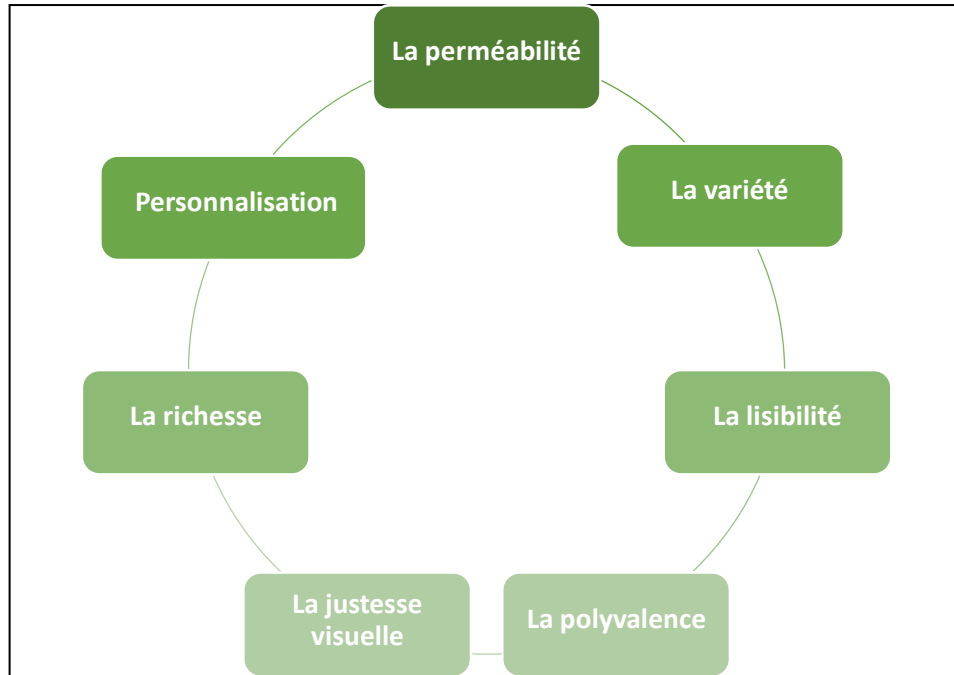 La perméabilité
La variété
La lisibilité
La polyvalence
La justesse
visuelle
La richesse
Personnalisation